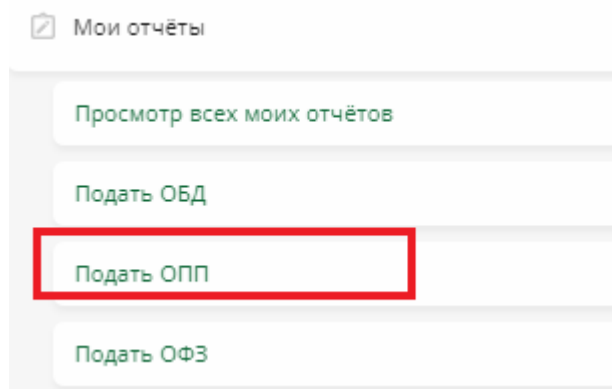 Мои отчёты
Просмотр всех моих отчётов
Подать ОБД
Подать ОПП
Подать ОФЗ